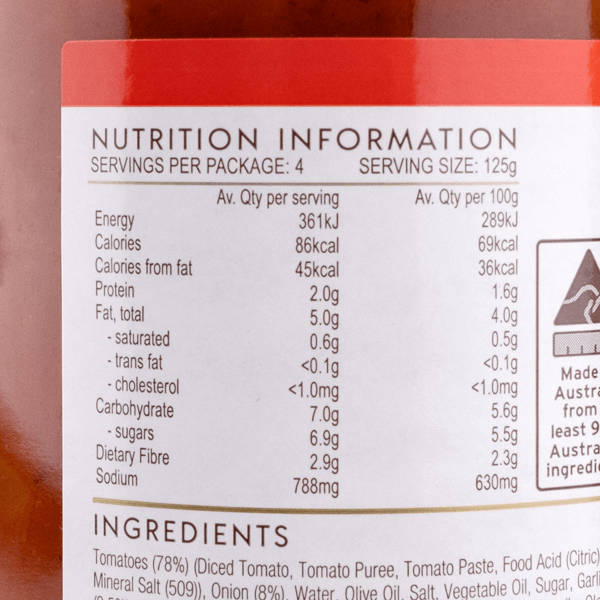 NUTRITION INFORMATION
SERVINGS PER PACKAGE: 4 SERVING SIZE: 125g
Av. Qty per serving Av. Qty per 100g
Energy 361kJ 289kJ
Calories 86kcal 69kcal
Calories from fat 45kcal 36kcal
Protein 2.0g 1.6g
Fat, total 5.0g 4.0g
- saturated 0.6g 0.5g
- trans fat <0.1g <0.1g
- cholesterol <1.0mg <1.0mg
Carbohydrate 7.0g 5.6g
- sugars 6.9g 5.5g
Dietary Fibre 2.9g 2.3g
Sodium 788mg 630mg
Made
Austra
from
least 9
Austra
ingredie
INGREDIENTS
Tomatoes (78%) (Diced Tomato, Tomato Puree, Tomato Paste, Food Acid (Citric)
Mineral Salt (509)), Onion (8%), Water, Olive Oil, Salt, Vegetable Oil, Sugar, Garli